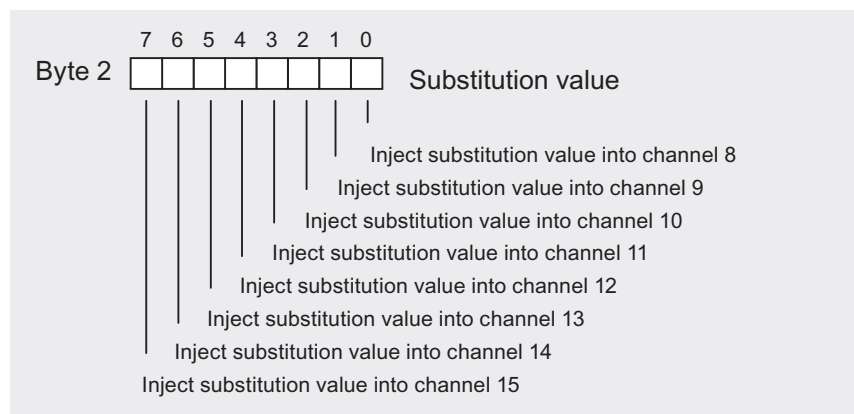 7 6 5 4 3 2 1 0
Byte 2 Substitution value
Inject substitution value into channel 8
Inject substitution value into channel 9
Inject substitution value into channel 10
Inject substitution value into channel 11
Inject substitution value into channel 12
Inject substitution value into channel 13
Inject substitution value into channel 14
Inject substitution value into channel 15